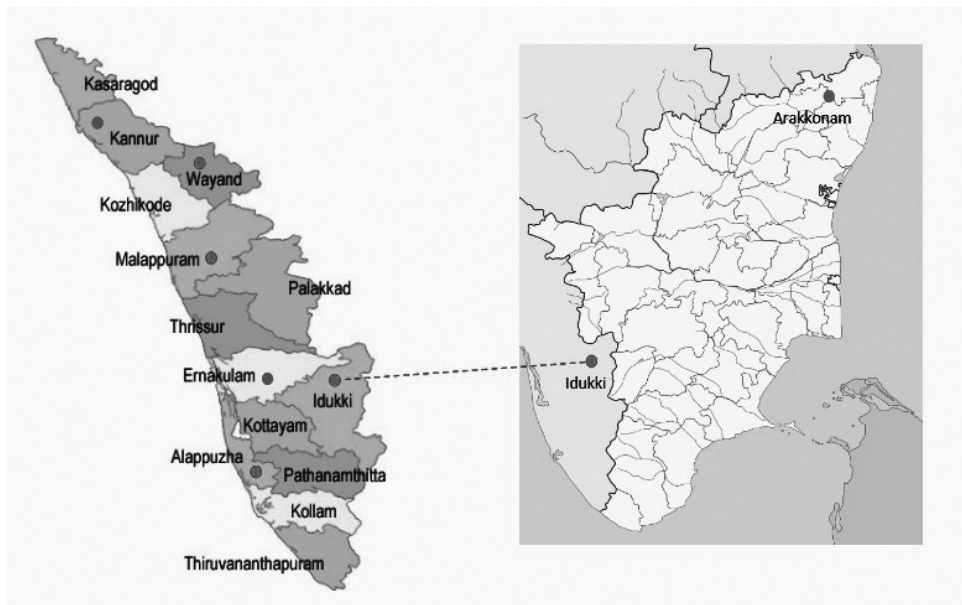 Kasaragod
Kannur
Wayand
Kozhikode
Malappuram
Palakkad
Thrissur
Ernakulam
Idukki
Kottayam
Alappuzha
Pathanamthitta
Kollam
Thiruvananthapuram
Arakkonam
Idukki